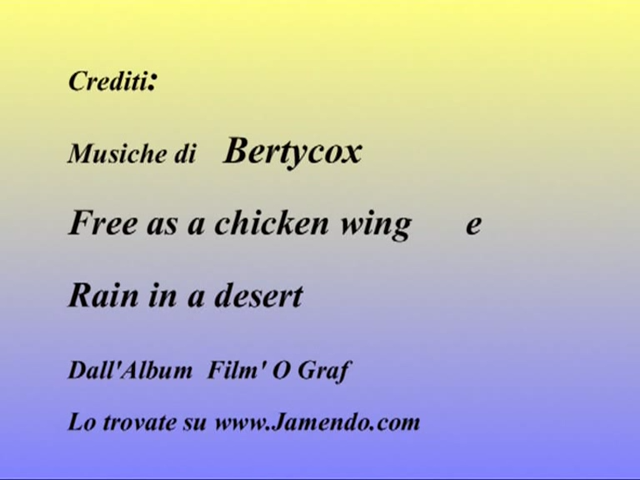 Crediti:
Musiche di Bertycox
Free as a chicken wing e
Rain in a desert
Dall'Album Film' O Graf
Lo trovate su www.Jamendo.com